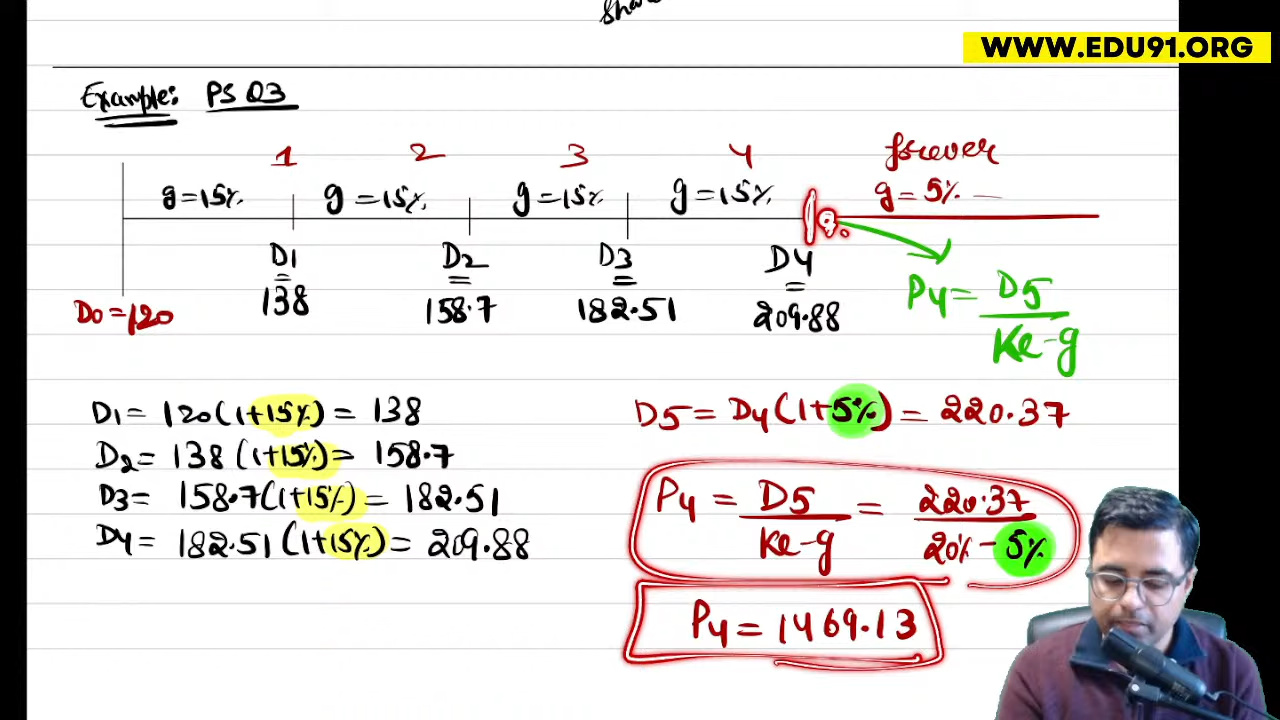 WWW.EDU91.ORG
Example: PS Q3
1 2 3 4 forever
g=15% g=15% g=15% g=15% g=5%
D1 D2 D3 D4
138 158.7 182.51 209.88
D0=120
P4= D5
Ke-g
D1= 120(1+15%)= 138
D2= 138(1+15%)= 158.7
D3= 158.7(1+15%)= 182.51
D4= 182.51(1+15%)= 209.88
D5= D4(1+5%)= 220.37
P4 = D5 = 220.37
Ke-g 20%-5%
P4= 1469.13